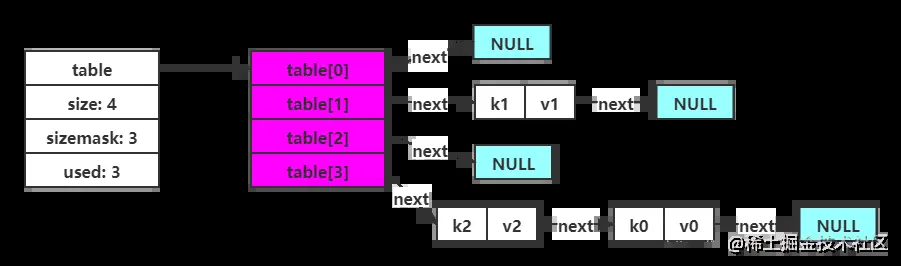 table
size: 4
sizemask: 3
used: 3
table[0]
table[1]
table[2]
table[3]
next
NULL
next
k1 v1
next
NULL
next
NULL
next
k2 v2
next
k0 v0
next
NULL
@稀土掘金技术社区